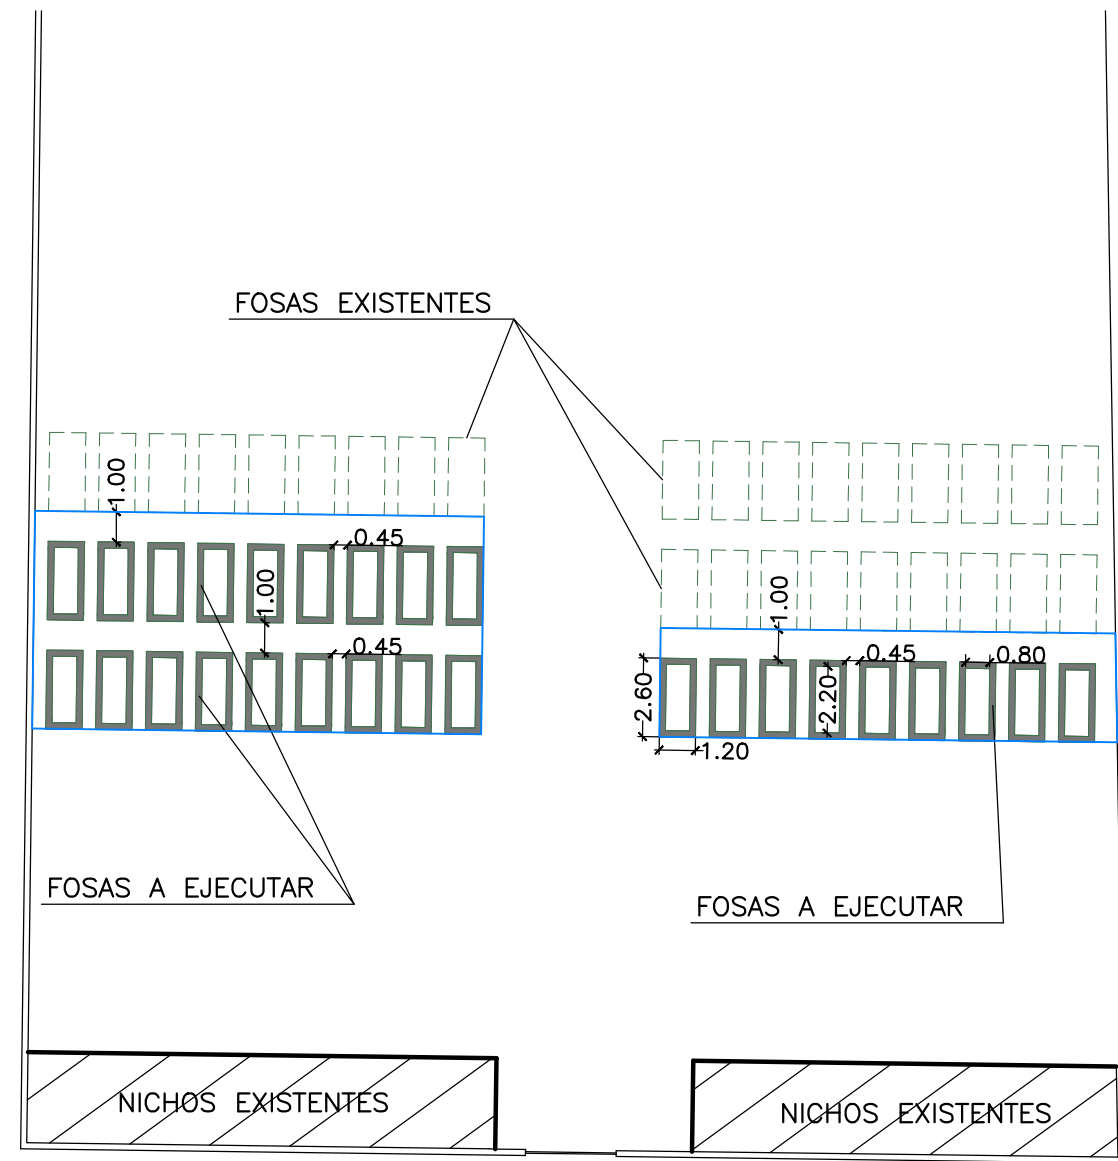 FOSAS EXISTENTES
1.00
0.45
1.00
1.00
0.45
0.45
0.80
2.60
2.20
1.20
FOSAS A EJECUTAR
FOSAS A EJECUTAR
NICHOS EXISTENTES
NICHOS EXISTENTES